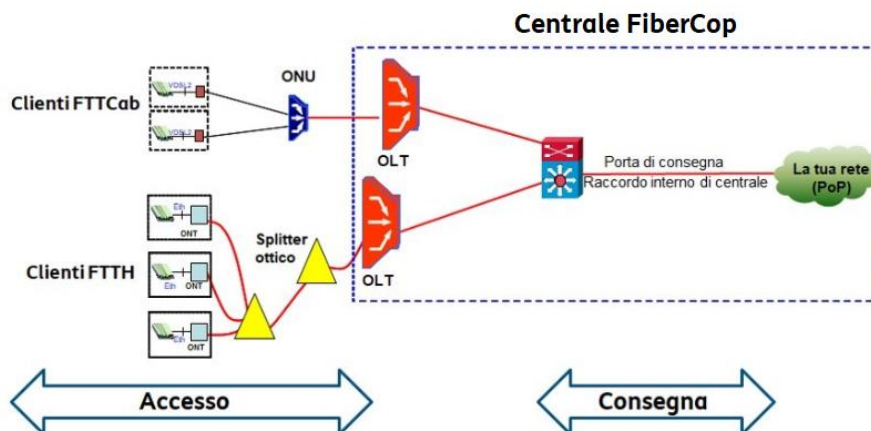 Centrale FiberCop
Clienti FTTCab
VDSL2
VDSL2
ONU
OLT
Porta di consegna
Raccordo interno di centrale
La tua rete
(PoP)
Clienti FTTH
Eth
ONT
Eth
ONT
Eth
ONT
Splitter
ottico
OLT
Accesso
Consegna